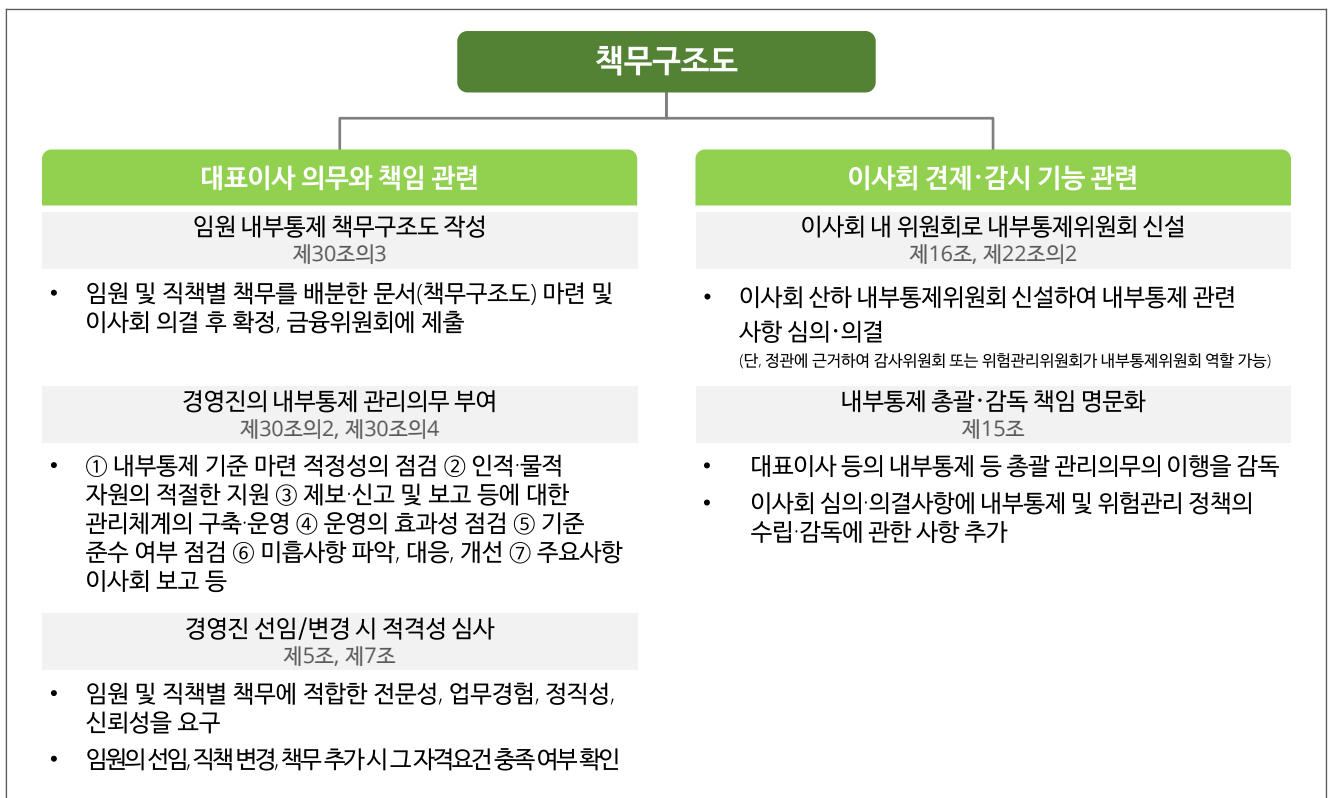 책무구조도
대표이사 의무와 책임 관련
임원 내부통제 책무구조도 작성
제30조의3
• 임원 및 직책별 책무를 배분한 문서(책무구조도) 마련 및
이사회 의결 후 확정, 금융위원회에 제출
경영진의 내부통제 관리의무 부여
제30조의2, 제30조의4
• ① 내부통제 기준 마련 적정성의 점검 ② 인적·물적
자원의 적절한 지원 ③ 제보·신고 및 보고 등에 대한
관리체계의 구축·운영 ④ 운영의 효과성 점검 ⑤ 기준
준수 여부 점검 ⑥ 미흡사항 파악, 대응, 개선 ⑦ 주요사항
이사회 보고 등
경영진 선임/변경 시 적격성 심사
제5조, 제7조
• 임원 및 직책별 책무에 적합한 전문성, 업무경험, 정직성,
신뢰성을 요구
• 임원의 선임, 직책 변경, 책무 추가 시 그 자격요건 충족 여부 확인
이사회 견제·감시 기능 관련
이사회 내 위원회로 내부통제위원회 신설
제16조, 제22조의2
• 이사회 산하 내부통제위원회 신설하여 내부통제 관련
사항 심의·의결
(단, 정관에 근거하여 감사위원회 또는 위험관리위원회가 내부통제위원회 역할 가능)
내부통제 총괄·감독 책임 명문화
제15조
• 대표이사 등의 내부통제 등 총괄 관리의무의 이행을 감독
• 이사회 심의·의결사항에 내부통제 및 위험관리 정책의
수립·감독에 관한 사항 추가